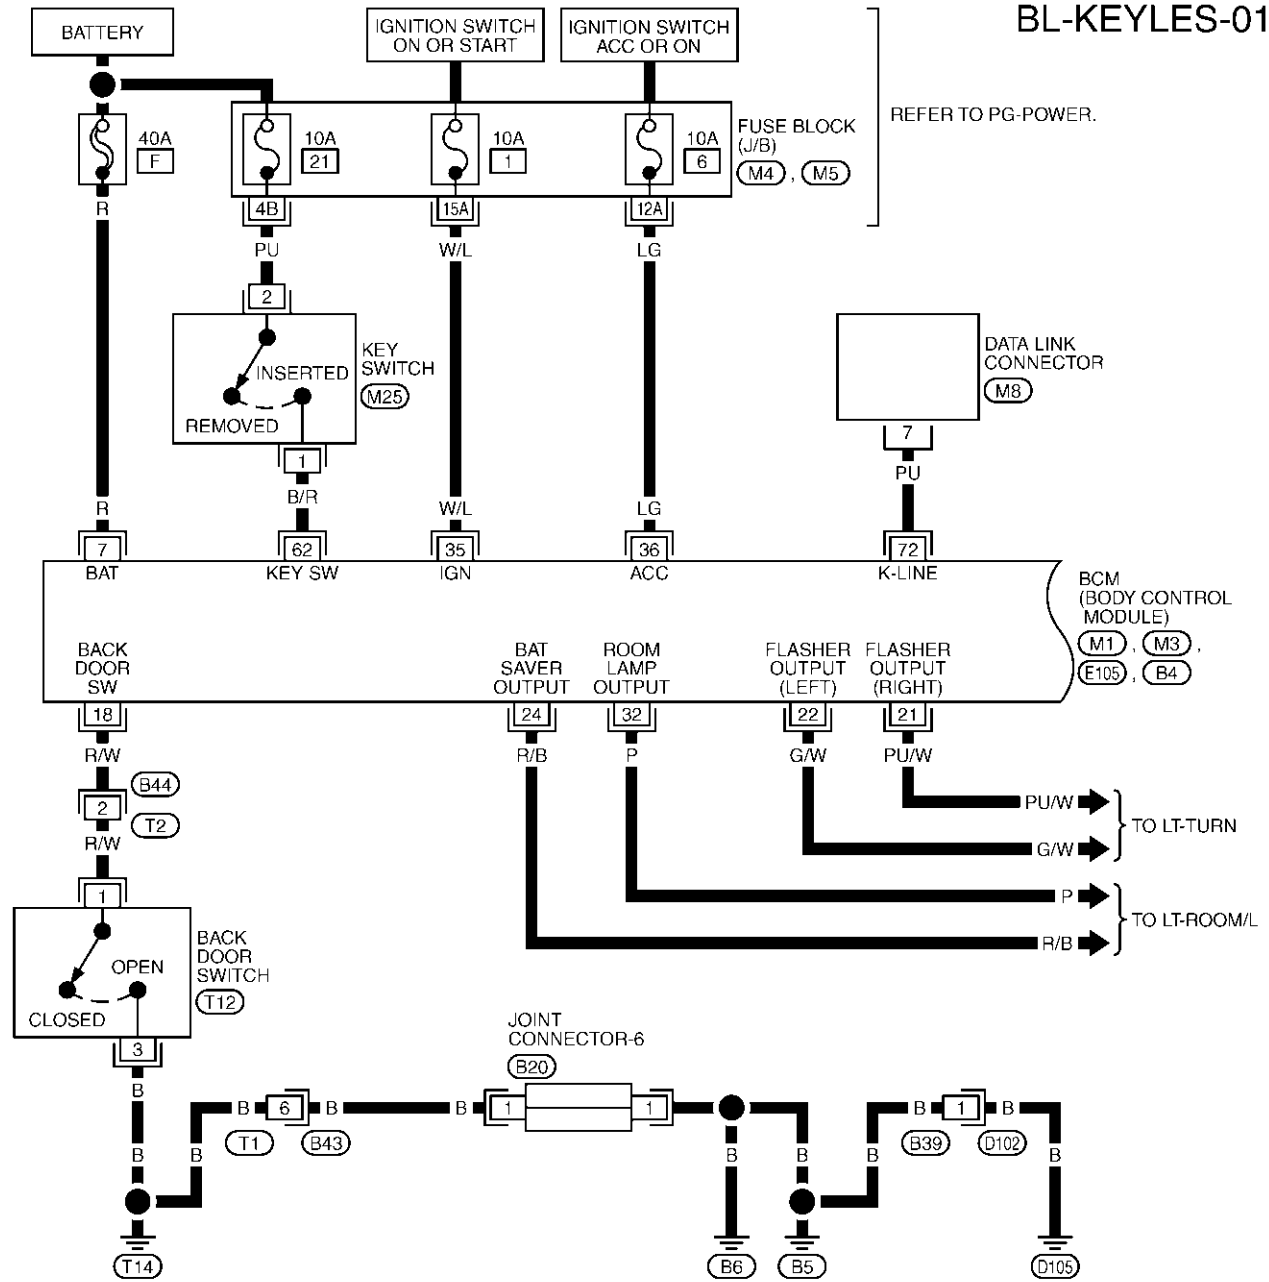 BL-KEYLES-01
BATTERY
IGNITION SWITCH
ON OR START
IGNITION SWITCH
ACC OR ON
REFER TO PG-POWER.
40A
F
10A
21
10A
1
10A
6
FUSE BLOCK
(J/B)
M4 , M5
R
4B
15A
12A
PU
W/L
LG
2
KEY
SWITCH
M25
INSERTED
REMOVED
1
B/R
DATA LINK
CONNECTOR
M8
7
PU
R
W/L
LG
7
62
35
36
72
BAT
KEY SW
IGN
ACC
K-LINE
BCM
(BODY CONTROL
MODULE)
M1 , M3 ,
E105 , B4
BACK
DOOR
SW
BAT
SAVER
OUTPUT
ROOM
LAMP
OUTPUT
FLASHER
OUTPUT
(LEFT)
FLASHER
OUTPUT
(RIGHT)
18
24
32
22
21
R/W
R/B
P
G/W
PU/W
B44
2
T2
R/W
PU/W
G/W
TO LT-TURN
P
R/B
TO LT-ROOM/L
1
BACK
DOOR
SWITCH
T12
OPEN
CLOSED
3
B
JOINT
CONNECTOR-6
B20
B
6
B
B
1
1
B
1
B
T1
B43
B39
D102
B
B
B
B
B
B
T14
B6
B5
D105